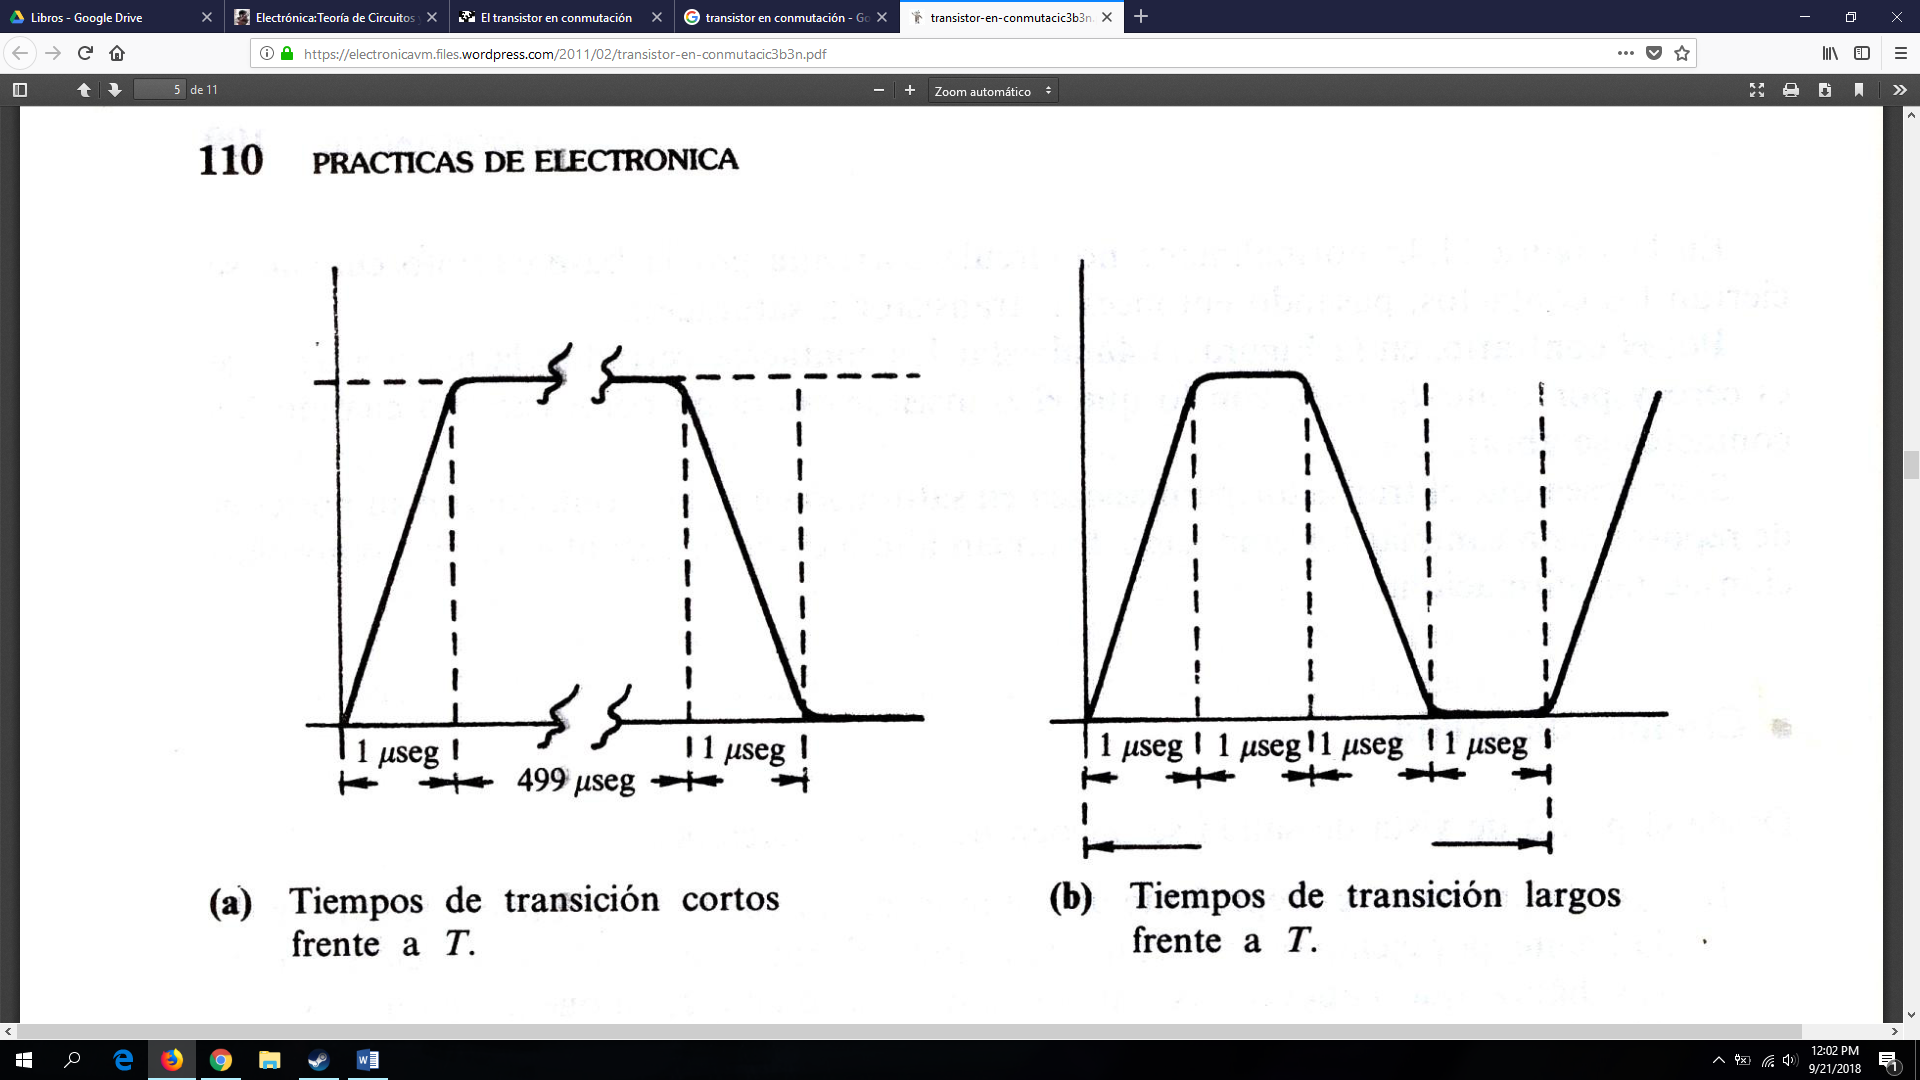 Libros - Google Drive
Electrónica:Teoría de Circuitos
El transistor en conmutación
transistor en conmutación - Go
transistor-en-conmutacic3b3n.
https://electronicavm.files.wordpress.com/2011/02/transistor-en-conmutacic3b3n.pdf
5 de 11
Zoom automático
110 PRACTICAS DE ELECTRONICA
1 µseg
499 µseg
1 µseg
1 µseg 1 µseg 1 µseg 1 µseg
(a) Tiempos de transición cortos
frente a T.
(b) Tiempos de transición largos
frente a T.
12:02 PM
9/21/2018
1